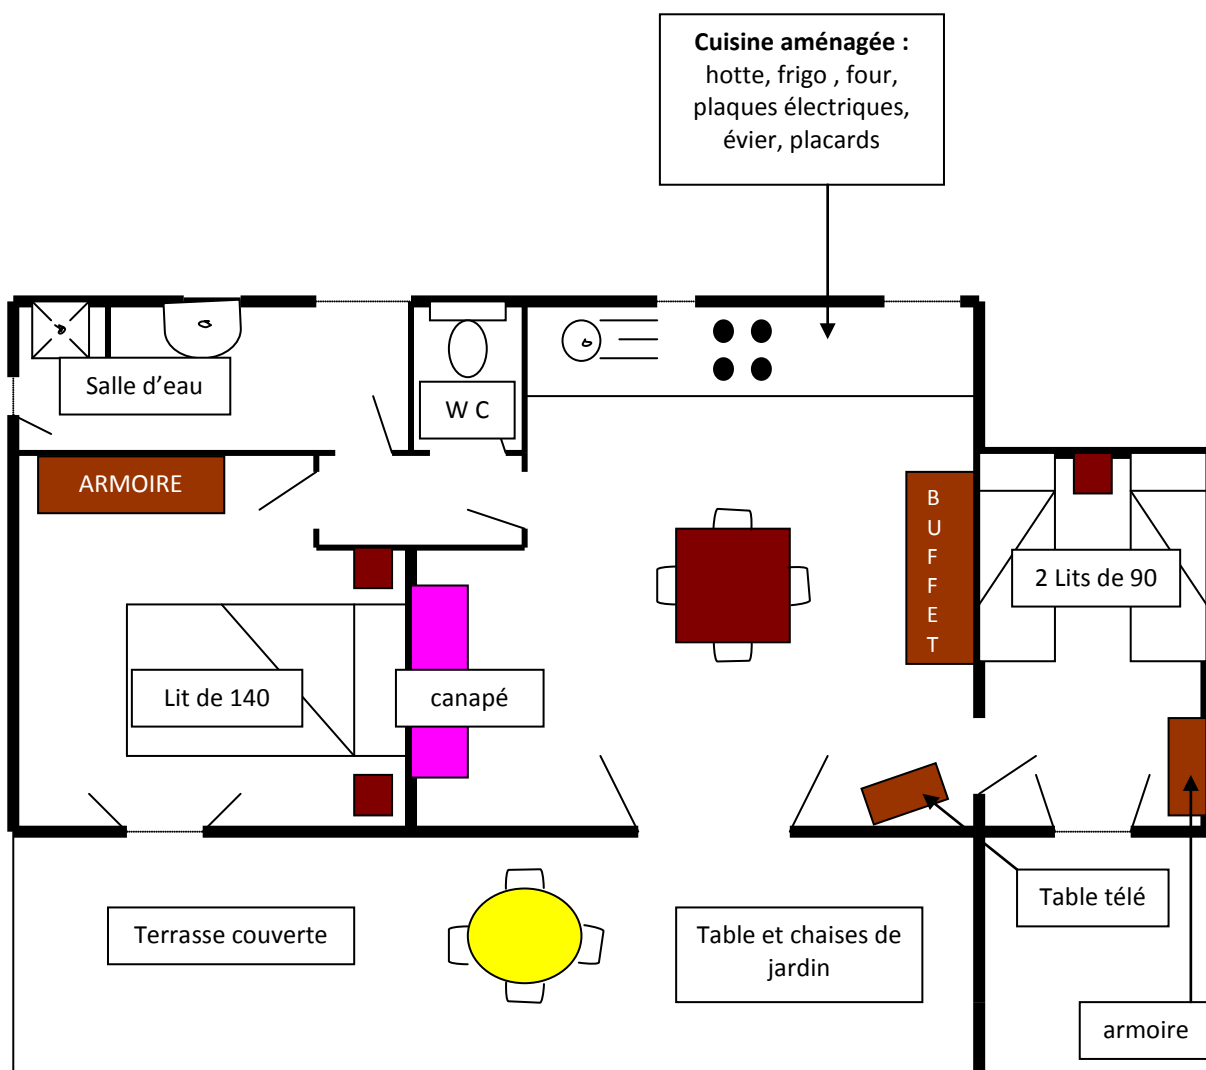 Cuisine aménagée :
hotte, frigo , four,
plaques électriques,
évier, placards
Salle d’eau
W C
ARMOIRE
B
U
F
F
E
T
2 Lits de 90
Lit de 140
canapé
Table télé
Terrasse couverte
Table et chaises de
jardin
armoire